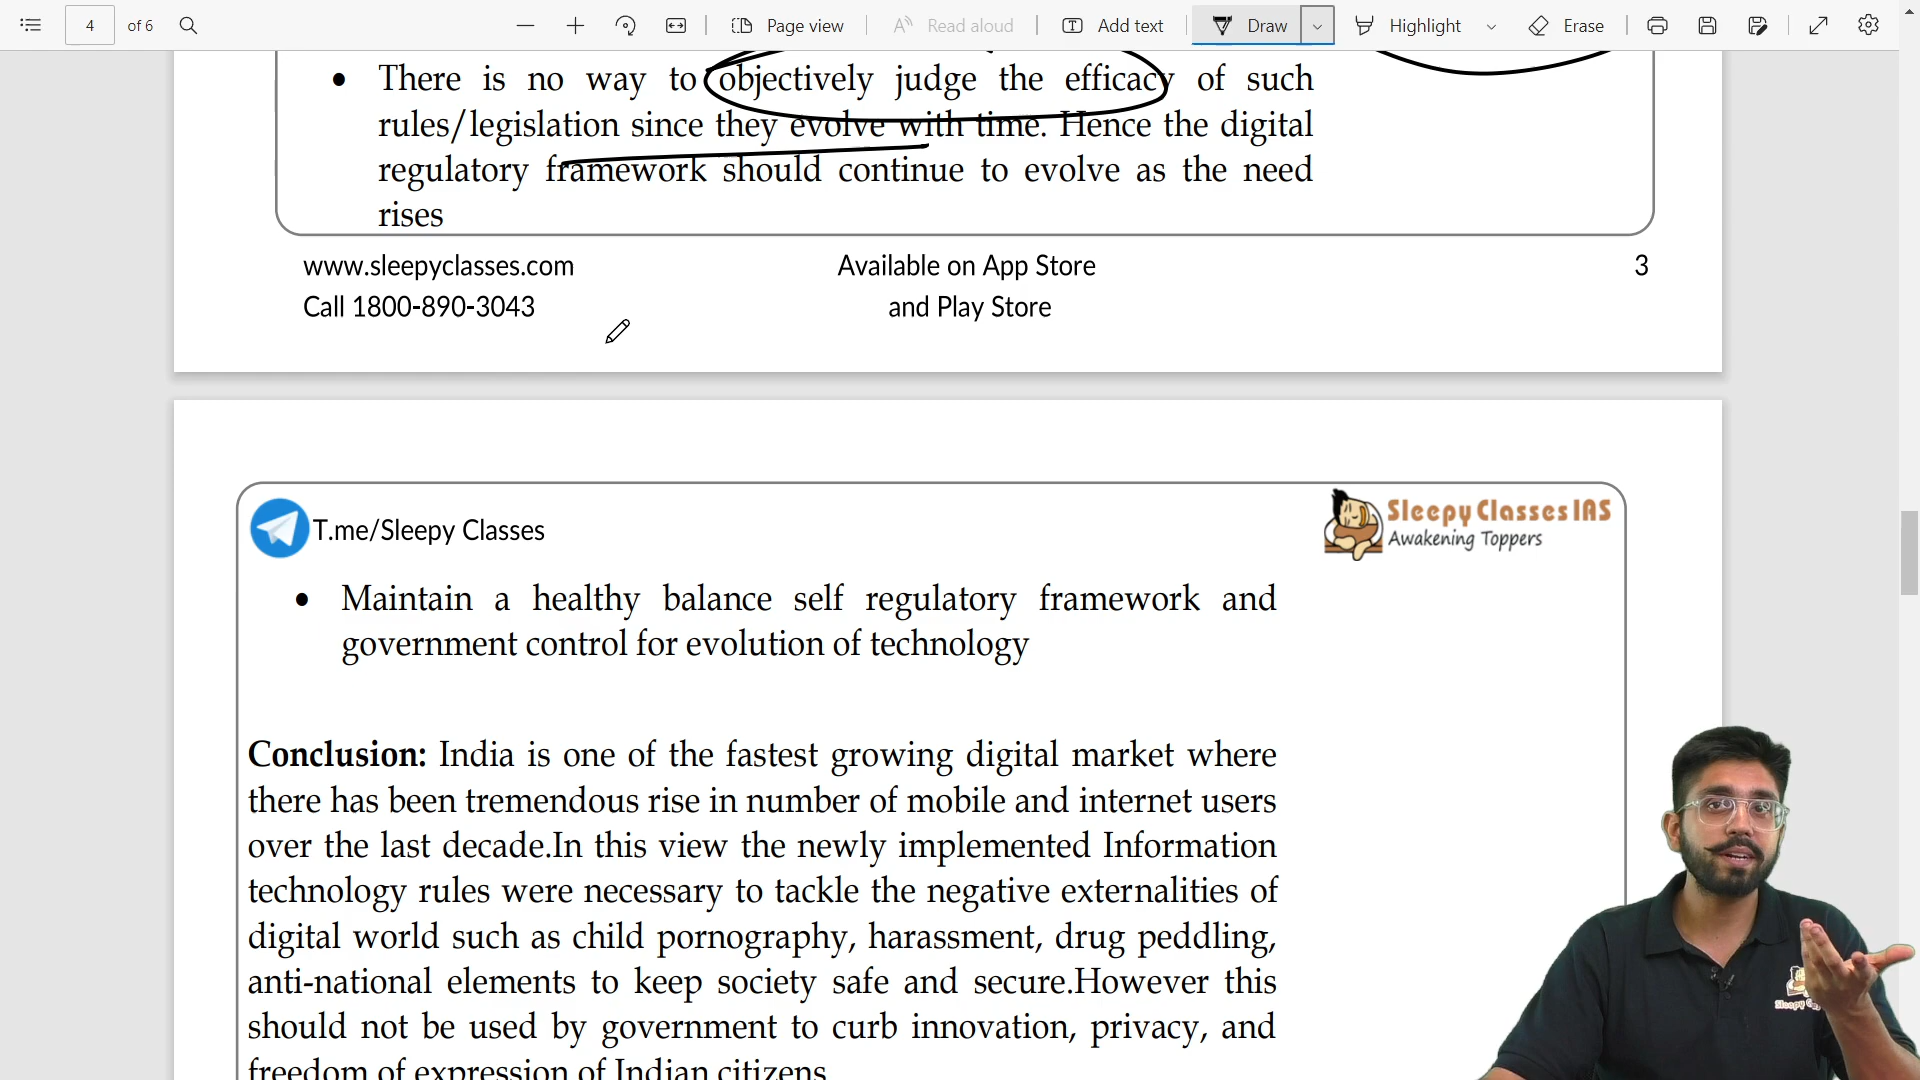 4 of 6 Page view Read aloud Add text Draw Highlight Erase
• There is no way to objectively judge the efficacy of such
rules/legislation since they evolve with time. Hence the digital
regulatory framework should continue to evolve as the need
rises
www.sleepyclasses.com
Call 1800-890-3043
Available on App Store
and Play Store
3
T.me/Sleepy Classes
Sleepy Classes IAS
Awakening Toppers
• Maintain a healthy balance self regulatory framework and
government control for evolution of technology
Conclusion: India is one of the fastest growing digital market where
there has been tremendous rise in number of mobile and internet users
over the last decade.In this view the newly implemented Information
technology rules were necessary to tackle the negative externalities of
digital world such as child pornography, harassment, drug peddling,
anti-national elements to keep society safe and secure.However this
should not be used by government to curb innovation, privacy, and
freedom of expression of Indian citizens